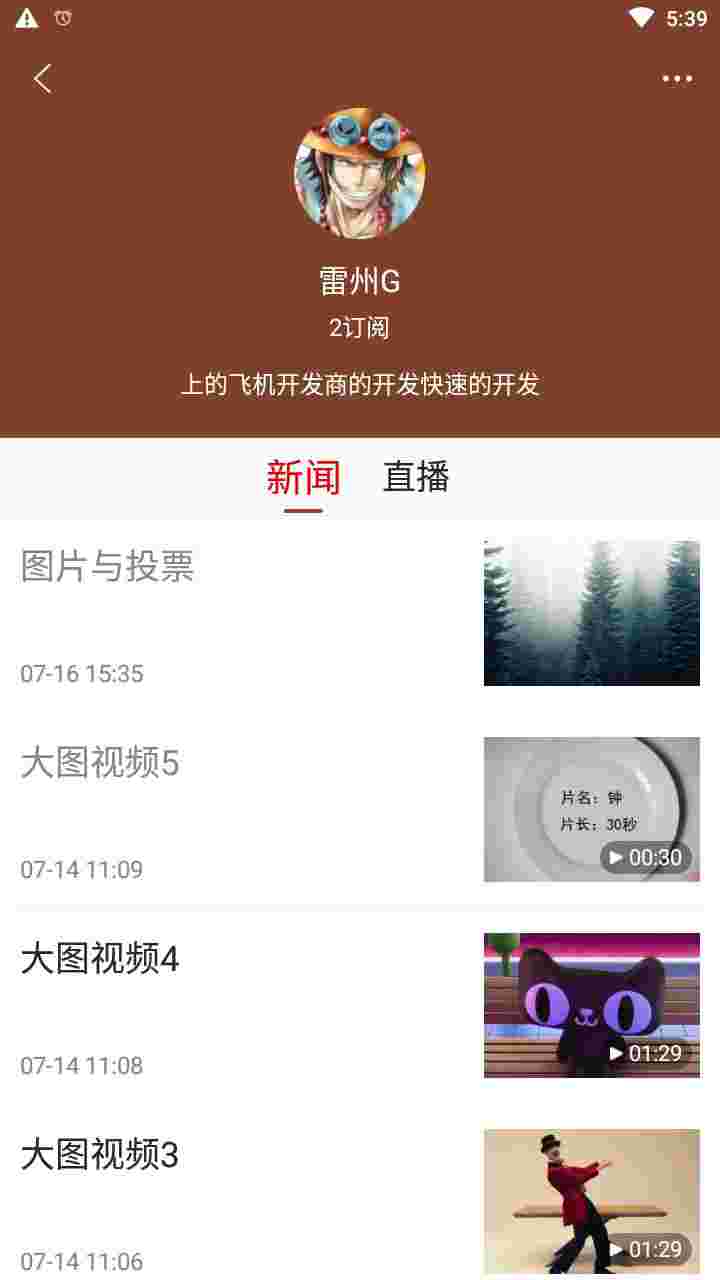 5:39
雷州G
2订阅
上的飞机开发商的开发快速的开发
新闻 直播
图片与投票
07-16 15:35
大图视频5
片名：钟
片长：30秒
00:30
07-14 11:09
大图视频4
01:29
07-14 11:08
大图视频3
01:29
07-14 11:06